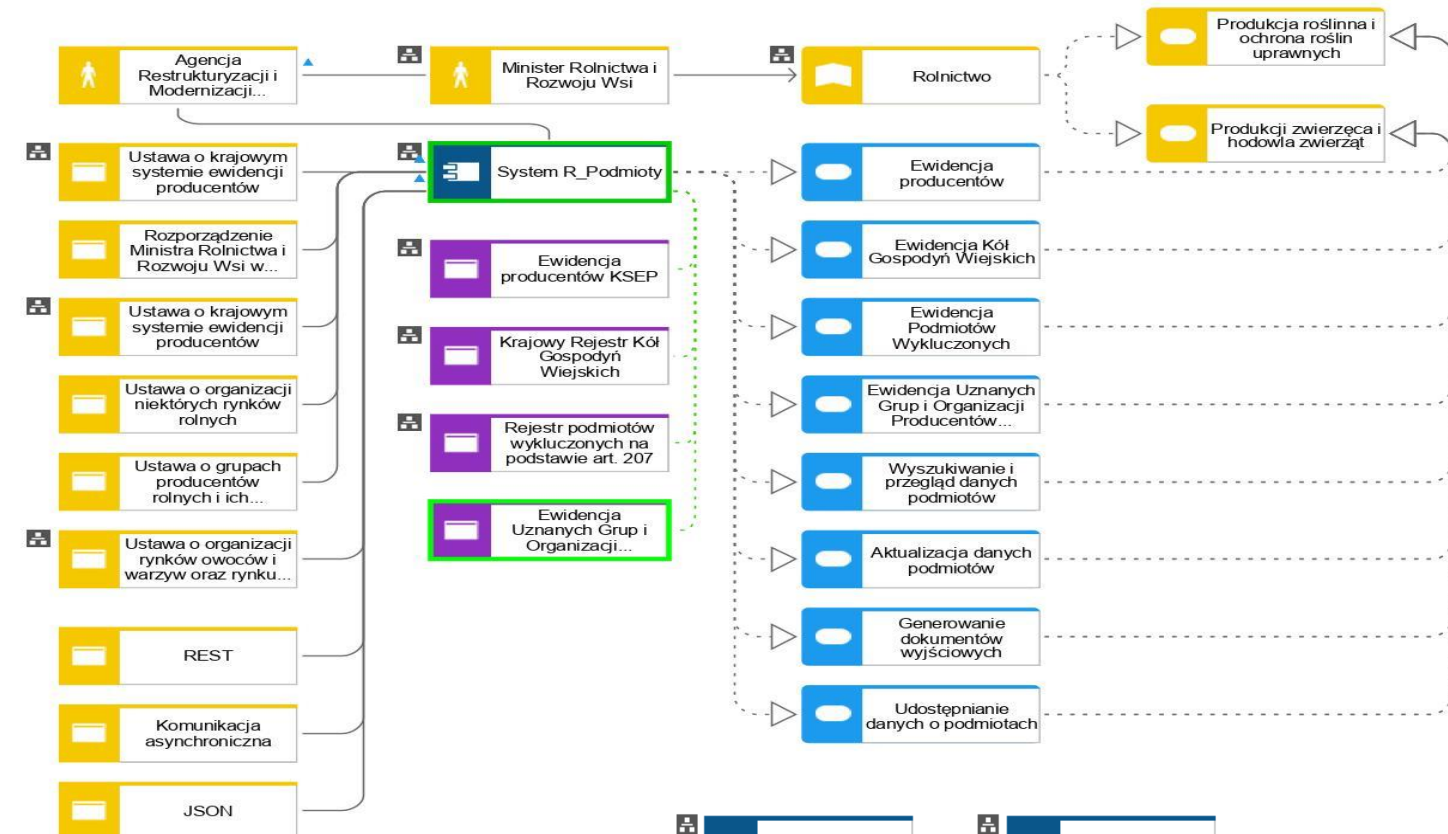 Produkcja roślinna i
ochrona roślin
uprawnych
Agencja
Restrukturyzacji i
Modernizacji...
Minister Rolnictwa i
Rozwoju Wsi
Rolnictwo
Produkcji zwierzęca i
hodowla zwierząt
Ustawa o krajowym
systemie ewidencji
producentów
System R_Podmioty
Ewidencja
producentów
Rozporządzenie
Ministra Rolnictwa i
Rozwoju Wsi w...
Ewidencja
producentów KSEP
Ewidencja Kół
Gospodyń Wiejskich
Ustawa o krajowym
systemie ewidencji
producentów
Krajowy Rejestr Kół
Gospodyń
Wiejskich
Ewidencja
Podmiotów
Wykluczonych
Ustawa o organizacji
niektórych rynków
rolnych
Rejestr podmiotów
wykluczonych na
podstawie art. 207
Ewidencja Uznanych
Grup i Organizacji
Producentów...
Ustawa o grupach
producentów
rolnych i ich...
Wyszukiwanie i
przegląd danych
podmiotów
Ustawa o organizacji
rynków owoców i
warzyw oraz rynku...
Ewidencja
Uznanych Grup i
Organizacji...
Aktualizacja danych
podmiotów
REST
Generowanie
dokumentów
wyjściowych
Komunikacja
asynchroniczna
Udostępnianie
danych o podmiotach
JSON